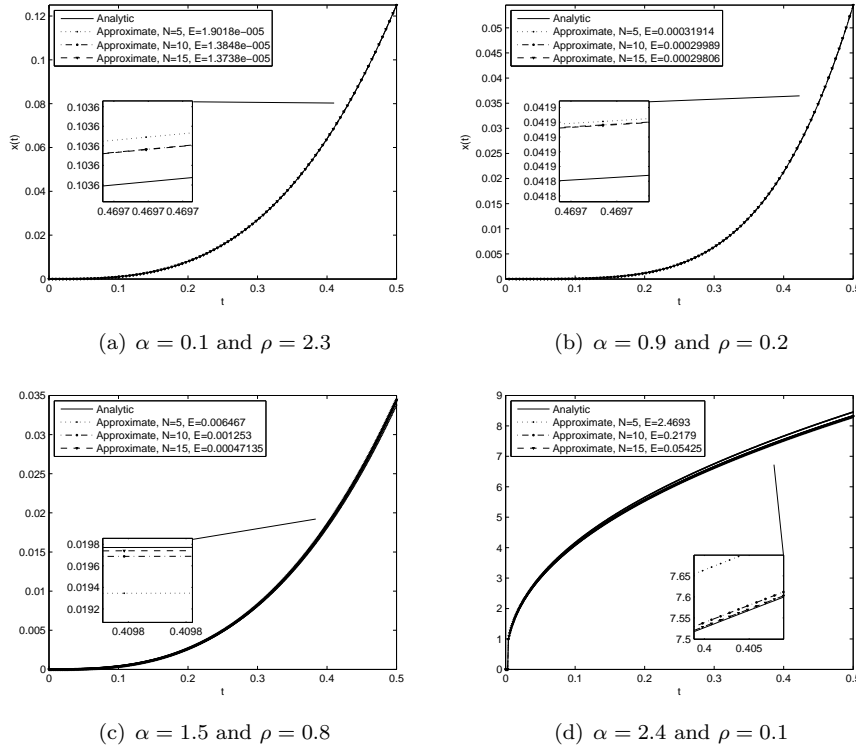 Analytic
Approximate, N=5, E=1.9018e-005
Approximate, N=10, E=1.3848e-005
Approximate, N=15, E=1.3738e-005
0.12
0.1
0.08
0.06
0.04
0.02
0
x(t)
0.1036
0.1036
0.1036
0.1036
0.1036
0.4697 0.4697 0.4697
0 0.1 0.2 0.3 0.4 0.5
t
(a) α = 0.1 and ρ = 2.3
Analytic
Approximate, N=5, E=0.00031914
Approximate, N=10, E=0.00029989
Approximate, N=15, E=0.00029806
0.05
0.045
0.04
0.035
0.03
0.025
0.02
0.015
0.01
0.005
0
x(t)
0.0419
0.0419
0.0419
0.0419
0.0419
0.0418
0.0418
0.4697 0.4697
0 0.1 0.2 0.3 0.4 0.5
t
(b) α = 0.9 and ρ = 0.2
Analytic
Approximate, N=5, E=0.006467
Approximate, N=10, E=0.001253
Approximate, N=15, E=0.00047135
0.035
0.03
0.025
0.02
0.015
0.01
0.005
0
x(t)
0.0198
0.0196
0.0194
0.0192
0.4098 0.4098
0 0.1 0.2 0.3 0.4 0.5
t
(c) α = 1.5 and ρ = 0.8
Analytic
Approximate, N=5, E=2.4693
Approximate, N=10, E=0.2179
Approximate, N=15, E=0.05425
9
8
7
6
5
4
3
2
1
0
x(t)
7.65
7.6
7.55
7.5
0.4 0.405
0 0.1 0.2 0.3 0.4 0.5
t
(d) α = 2.4 and ρ = 0.1